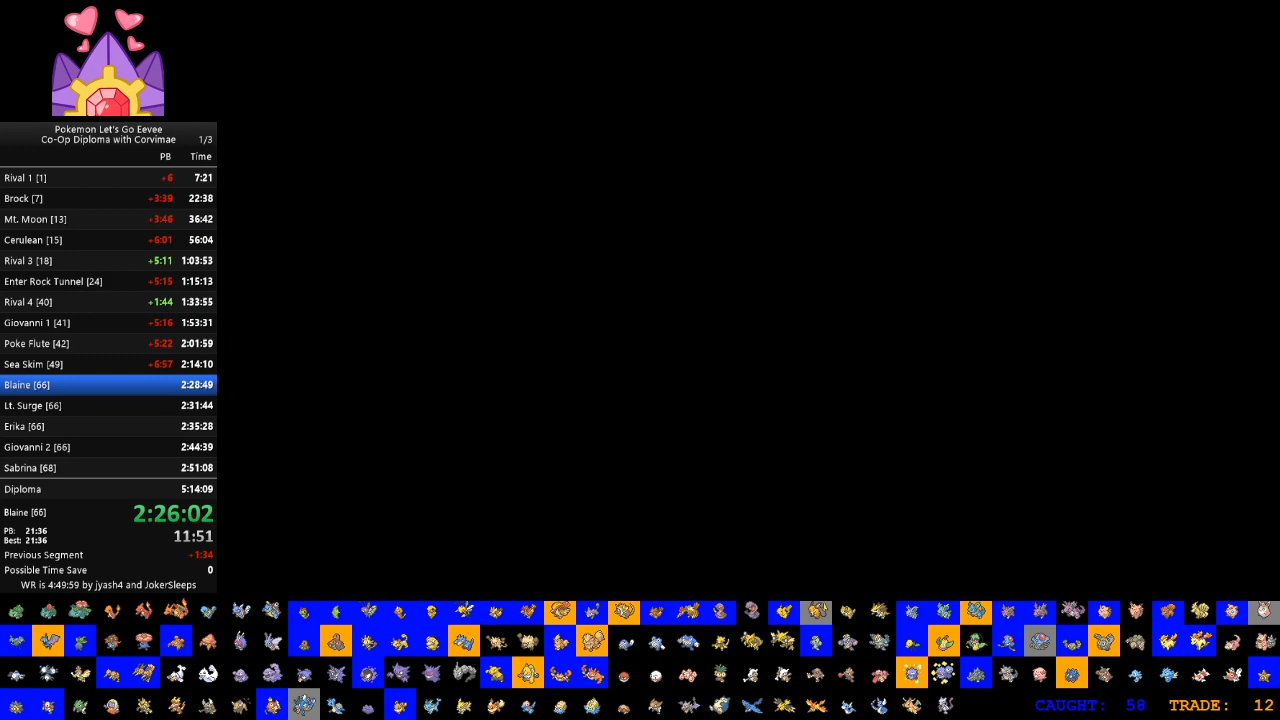 Pokemon Let's Go Eevee
Co-Op Diploma with Corvimae 1/3
PB Time
Rival 1 [1] +6 7:21
Brock [7] +3:39 22:38
Mt. Moon [13] +3:46 36:42
Cerulean [15] +6:01 56:04
Rival 3 [18] +5:11 1:03:53
Enter Rock Tunnel [24] +5:15 1:15:13
Rival 4 [40] +1:44 1:33:55
Giovanni 1 [41] +5:16 1:53:31
Poke Flute [42] +5:22 2:01:59
Sea Skim [49] +6:57 2:14:10
Blaine [66] 2:28:49
Lt. Surge [66] 2:31:44
Erika [66] 2:35:28
Giovanni 2 [66] 2:44:39
Sabrina [68] 2:51:08
Diploma 5:14:09
Blaine [66] 2:26:02
PB: 21:36
Best: 21:36 11:51
Previous Segment +1:34
Possible Time Save 0
WR is 4:49:59 by jyash4 and JokerSleeps
CAUGHT: 58 TRADE: 12